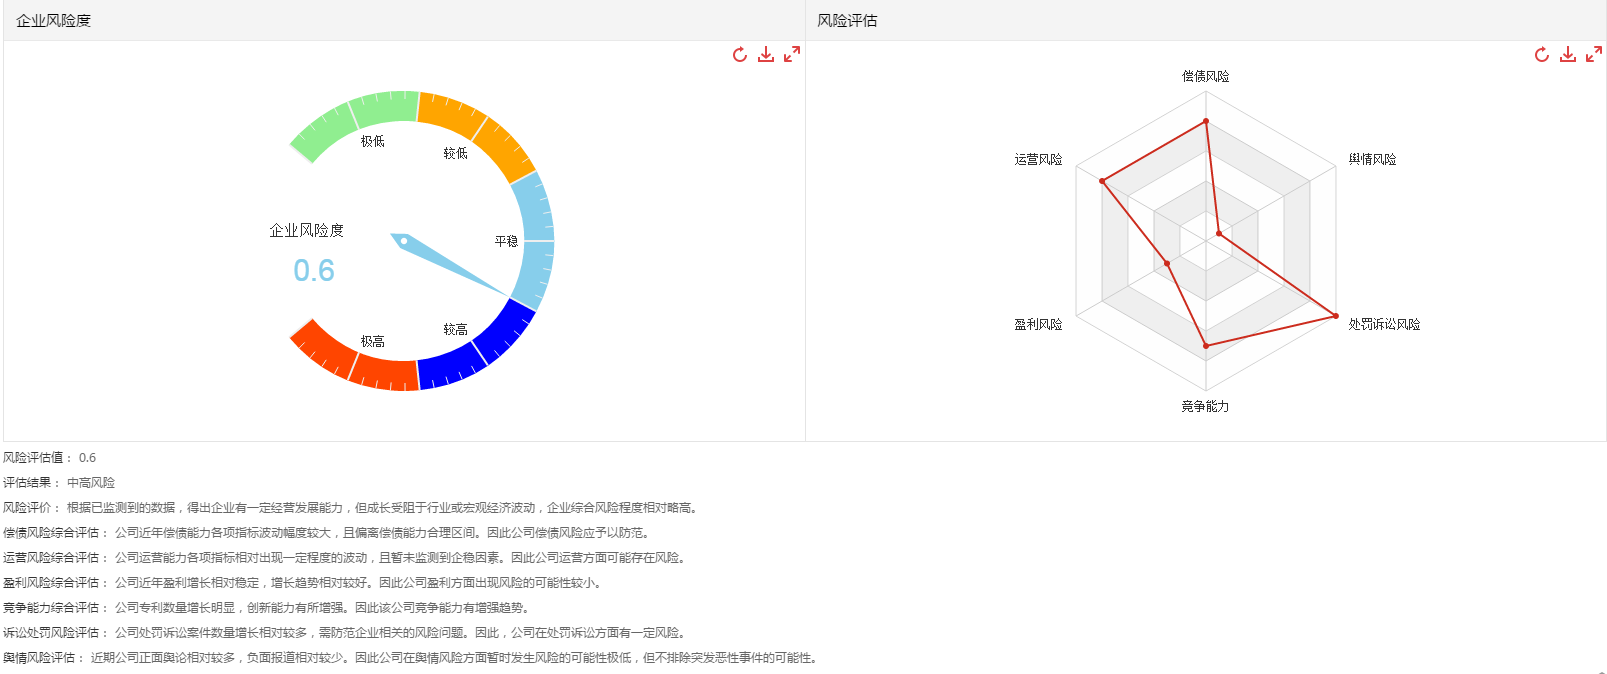 企业风险度
风险评估
极低
较低
平稳
较高
极高
企业风险度
0.6
偿债风险
舆情风险
处罚诉讼风险
竞争能力
盈利风险
运营风险
风险评估值： 0.6
评估结果： 中高风险
风险评价： 根据已监测到的数据，得出企业有一定经营发展能力，但成长受阻于行业或宏观经济波动，企业综合风险程度相对略高。
偿债风险综合评估： 公司近年偿债能力各项指标波动幅度较大，且偏离偿债能力合理区间。因此公司偿债风险应予以防范。
运营风险综合评估： 公司运营能力各项指标相对出现一定程度的波动，且暂未监测到企稳因素。因此公司运营方面可能存在风险。
盈利风险综合评估： 公司近年盈利增长相对稳定，增长趋势相对较好。因此公司盈利方面出现风险的可能性较小。
竞争能力综合评估： 公司专利数量增长明显，创新能力有所增强。因此该公司竞争能力有增强趋势。
诉讼处罚风险评估： 公司处罚诉讼案件数量增长相对较多，需防范企业相关的风险问题。因此，公司在处罚诉讼方面有一定风险。
舆情风险评估： 近期公司正面舆论相对较多，负面报道相对较少。因此公司在舆情风险方面暂时发生风险的可能性极低，但不排除突发恶性事件的可能性。